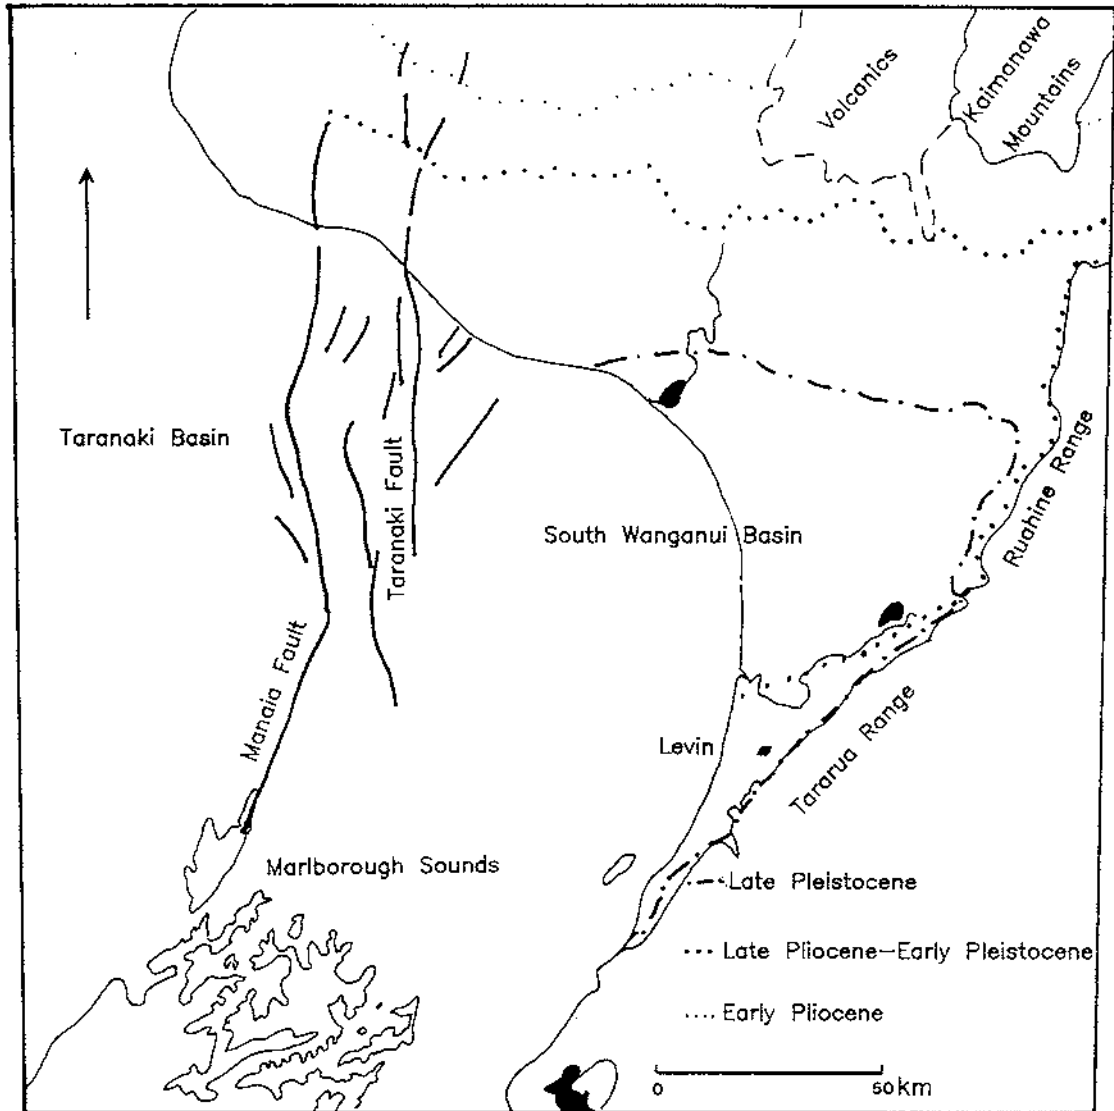 Volcanics
Kaimanawa
Mountains
Taranaki Basin
Taranaki Fault
South Wanganui Basin
Ruahine Range
Manaia Fault
Levin
Tararua Range
Marlborough Sounds
Late Pleistocene
Late Pliocene-Early Pleistocene
Early Pliocene
0 50km